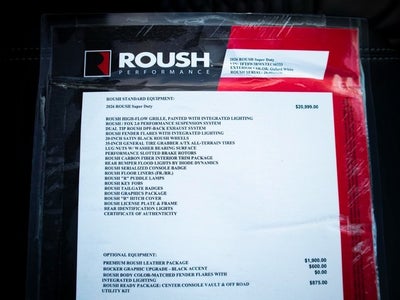 ROUSH
PERFORMANCE
2024 ROUSH Super Duty
EXTERIOR COLOR: Oxford White
ROUSH SERIAL:
ROUSH STANDARD EQUIPMENT:
2024 ROUSH Super Duty $20,999.00
ROUSH HIGH-FLOW GRILLE, PAINTED WITH INTEGRATED LIGHTING
ROUSH/ FOX 2.0 PERFORMANCE SUSPENSION SYSTEM
DUAL TIP ROUSH DPF-BACK EXHAUST SYSTEM
ROUSH FENDER FLARES WITH INTEGRATED LIGHTING
20-INCH SATIN BLACK ROUSH WHEELS
35-INCH GENERAL TIRE GRABBER A/TX ALL-TERRAIN TIRES
LUG NUTS W/ WASHER BEARING SURFACE
PERFORMANCE SLOTTED BRAKE ROTORS
ROUSH CARBON FIBER INTERIOR TRIM PACKAGE
REAR BUMPER FLOOD LIGHTS BY DIODE DYNAMICS
ROUSH SERIALIZED CONSOLE BADGE
ROUSH FLOOR LINERS (FR./RR.)
ROUSH "R" PUDDLE LAMPS
ROUSH KEY FOBS
ROUSH TAILGATE BADGES
ROUSH GRAPHICS PACKAGE
ROUSH "R" HITCH COVER
ROUSH LICENSE PLATE & FRAME
REAR IDENTIFICATION LIGHTS
CERTIFICATE OF AUTHENTICITY
OPTIONAL EQUIPMENT:
PREMIUM ROUSH LEATHER PACKAGE $1,900.00
ROCKER GRAPHIC UPGRADE - BLACK ACCENT $600.00
ROUSH BODY COLOR-MATCHED FENDER FLARES WITH $0.00
INTEGRATED LIGHTING
ROUSH READY PACKAGE: CENTER CONSOLE VAULT & OFF ROAD $875.00
UTILITY KIT